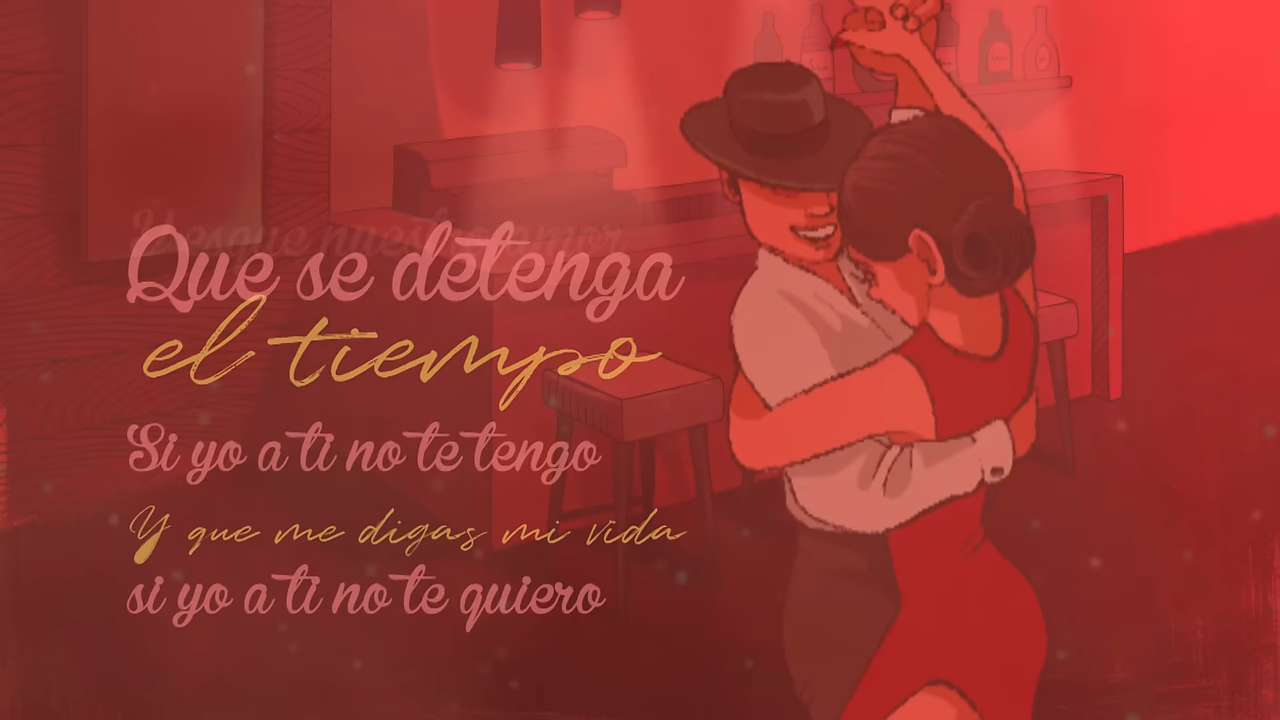 Que se detenga
el tiempo
Si yo a ti no te tengo
Y que me digas mi vida
si yo a ti no te quiero